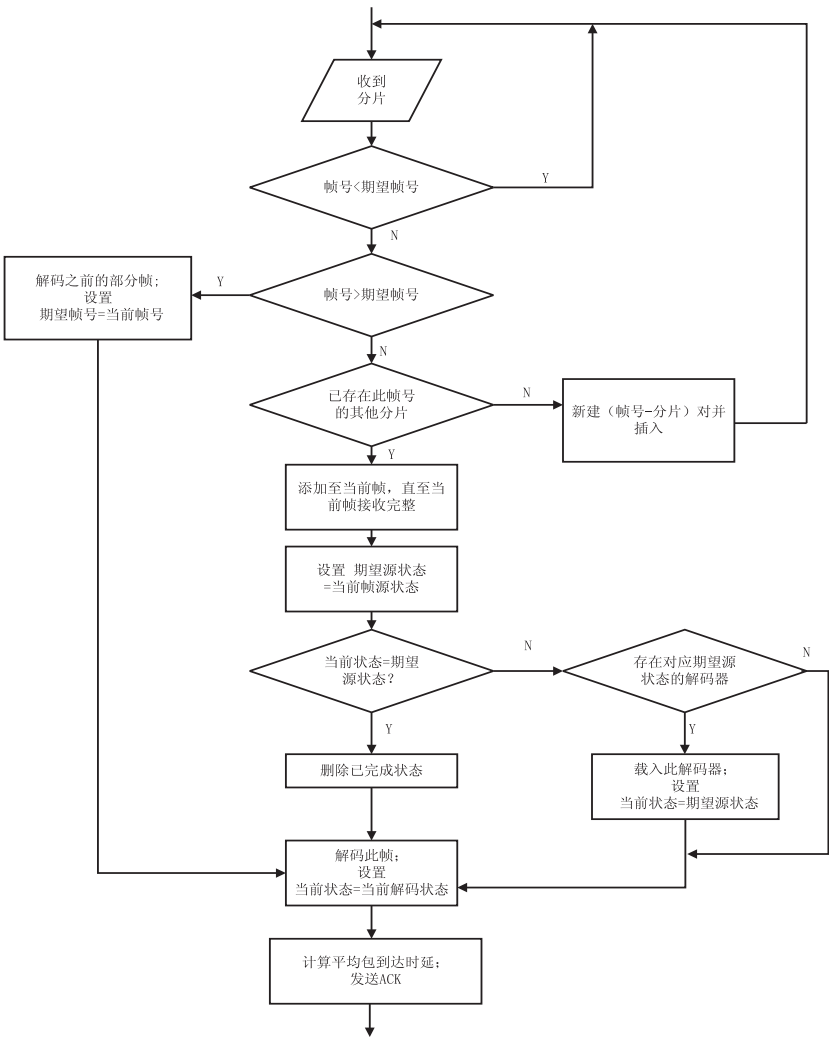 收到
分片
帧号<期望帧号
Y
N
帧号>期望帧号
Y
解码之前的部分帧;
设置
期望帧号=当前帧号
N
已存在此帧号
的其他分片
N
新建（帧号-分片）对并
插入
Y
添加至当前帧，直至当
前帧接收完整
设置 期望源状态
=当前帧源状态
当前状态=期望
源状态？
N
存在对应期望源
状态的解码器
N
Y
Y
删除已完成状态
载入此解码器;
设置
当前状态=期望源状态
解码此帧;
设置
当前状态=当前解码状态
计算平均包到达时延;
发送ACK